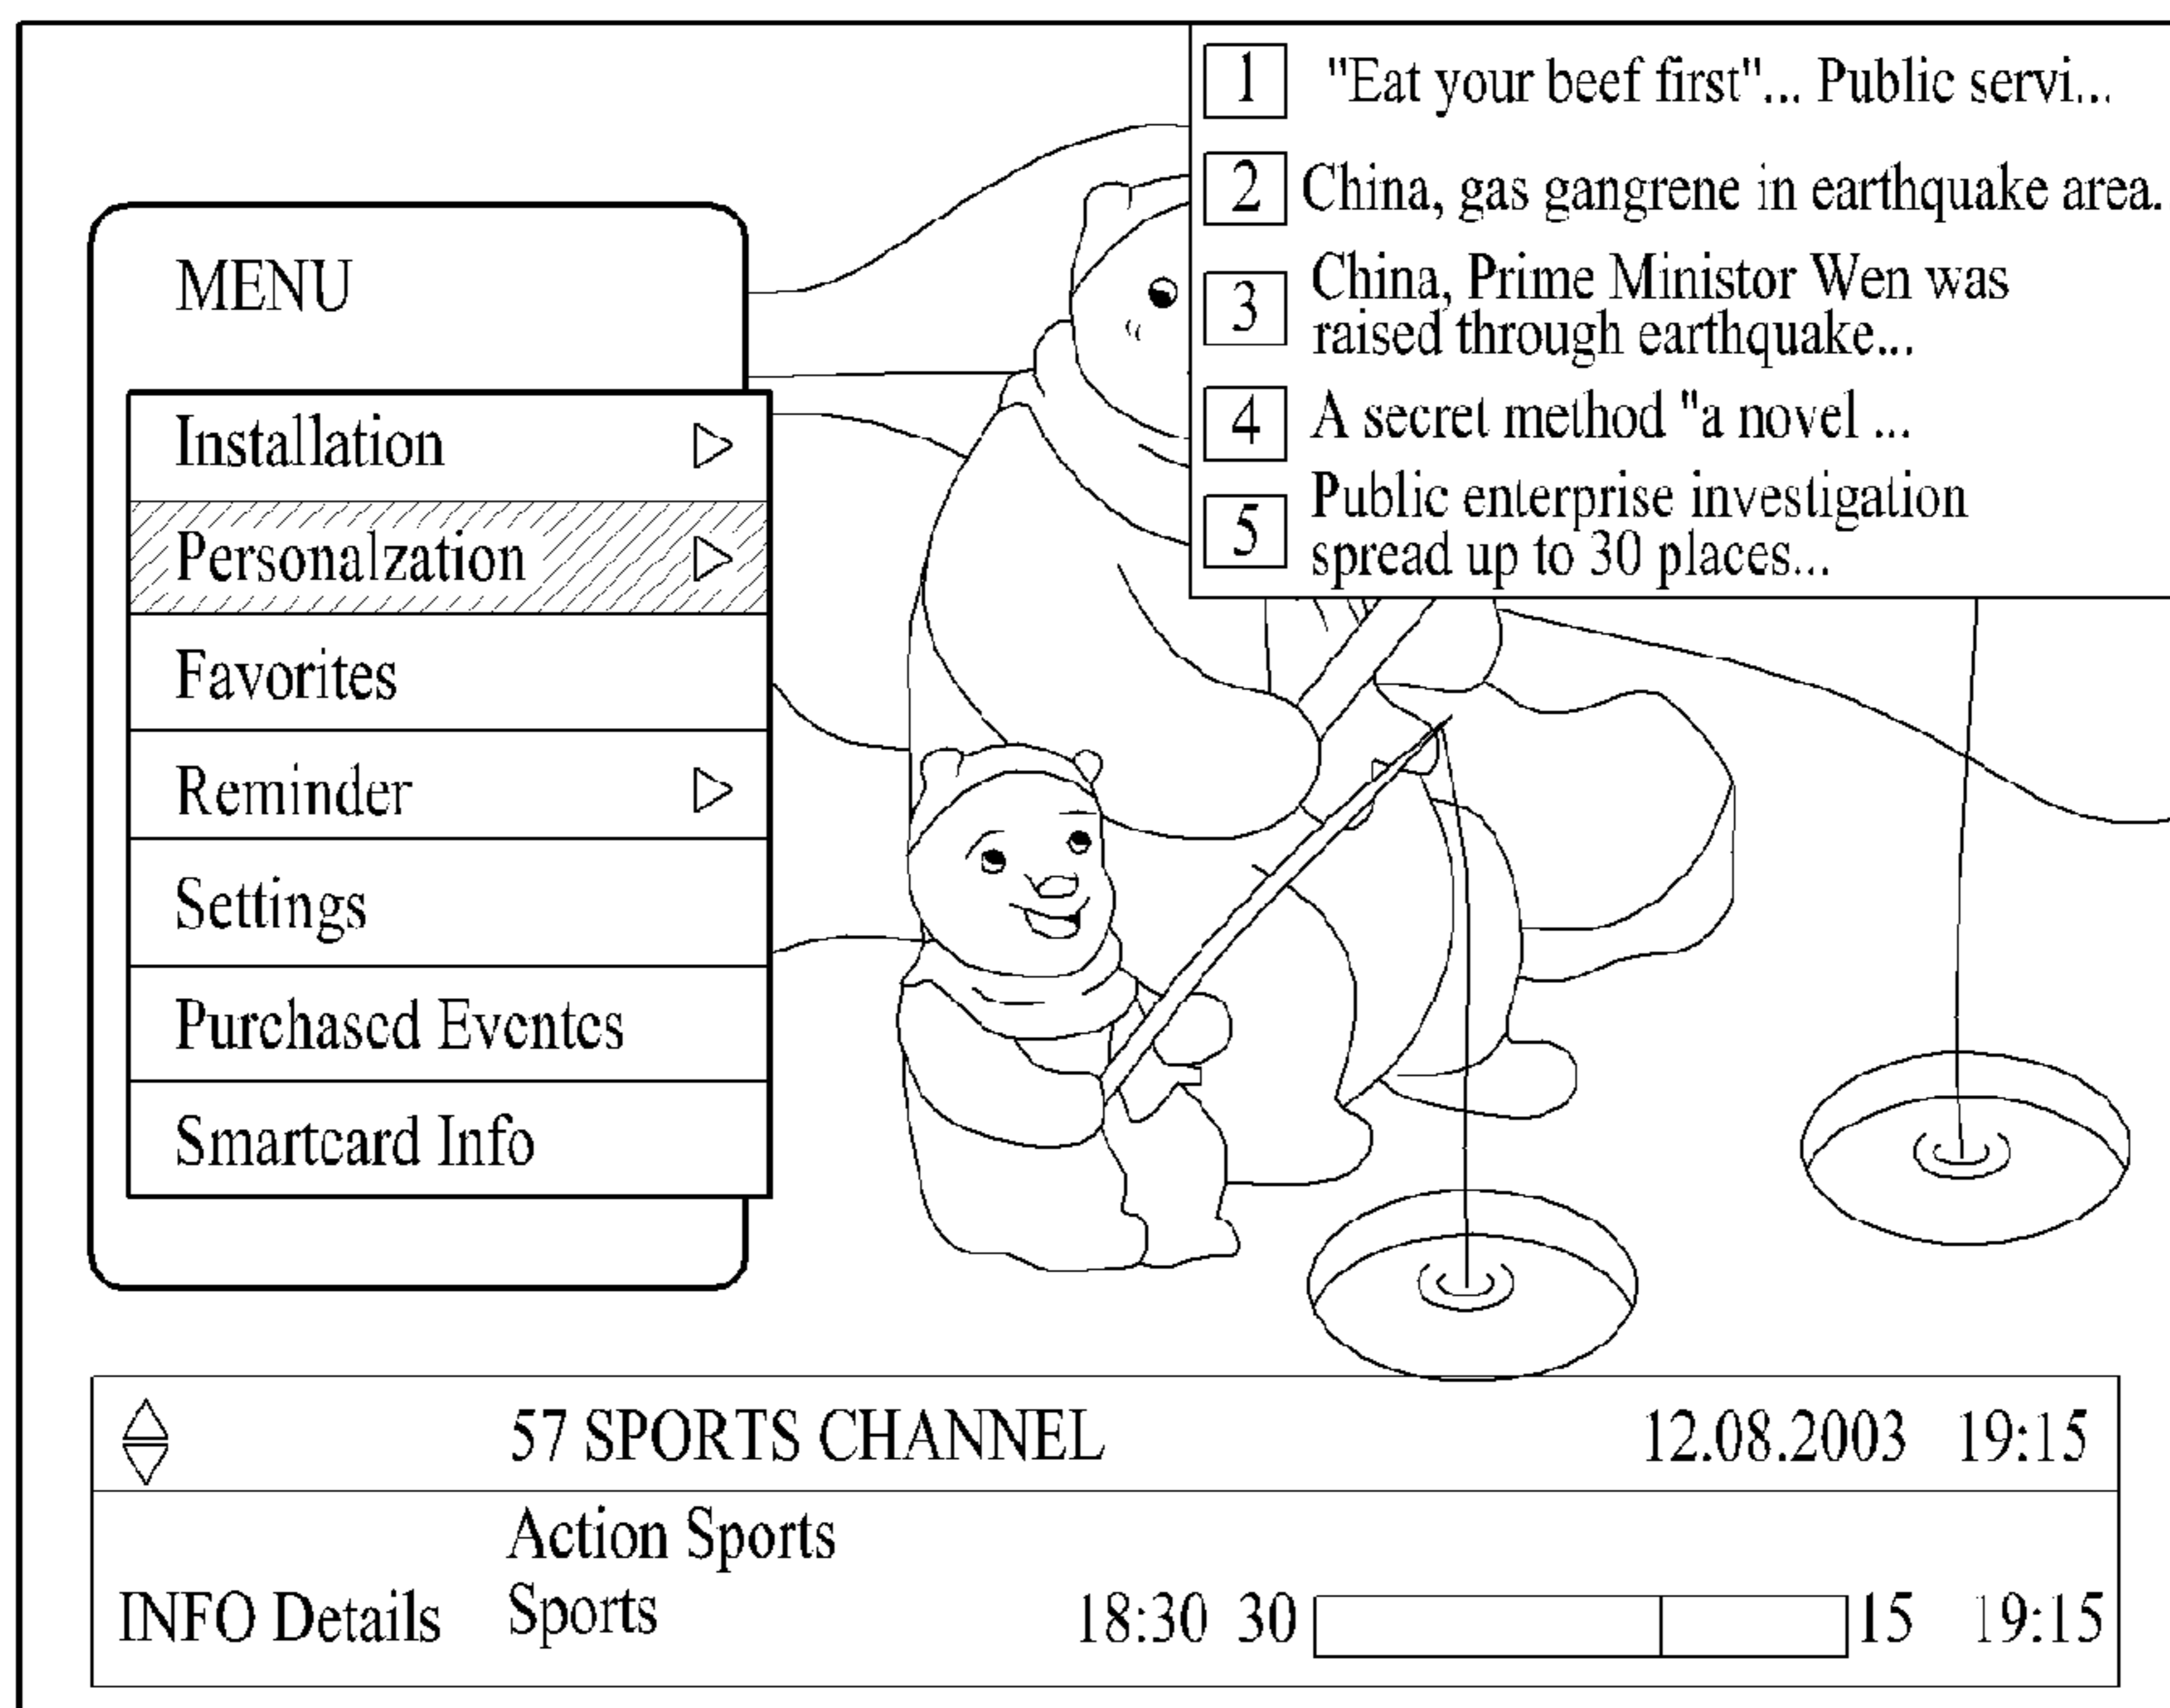 1 "Eat your beef first"... Public servi...
2 China, gas gangrene in earthquake area.
3 China, Prime Ministor Wen was
raised through earthquake...
4 A secret method "a novel ...
5 Public enterprise investigation
spread up to 30 places...
MENU
Installation
Personalzation
Favorites
Reminder
Settings
Purchased Eventes
Smartcard Info
57 SPORTS CHANNEL 12.08.2003 19:15
Action Sports
INFO Details Sports 18:30 30 15 19:15